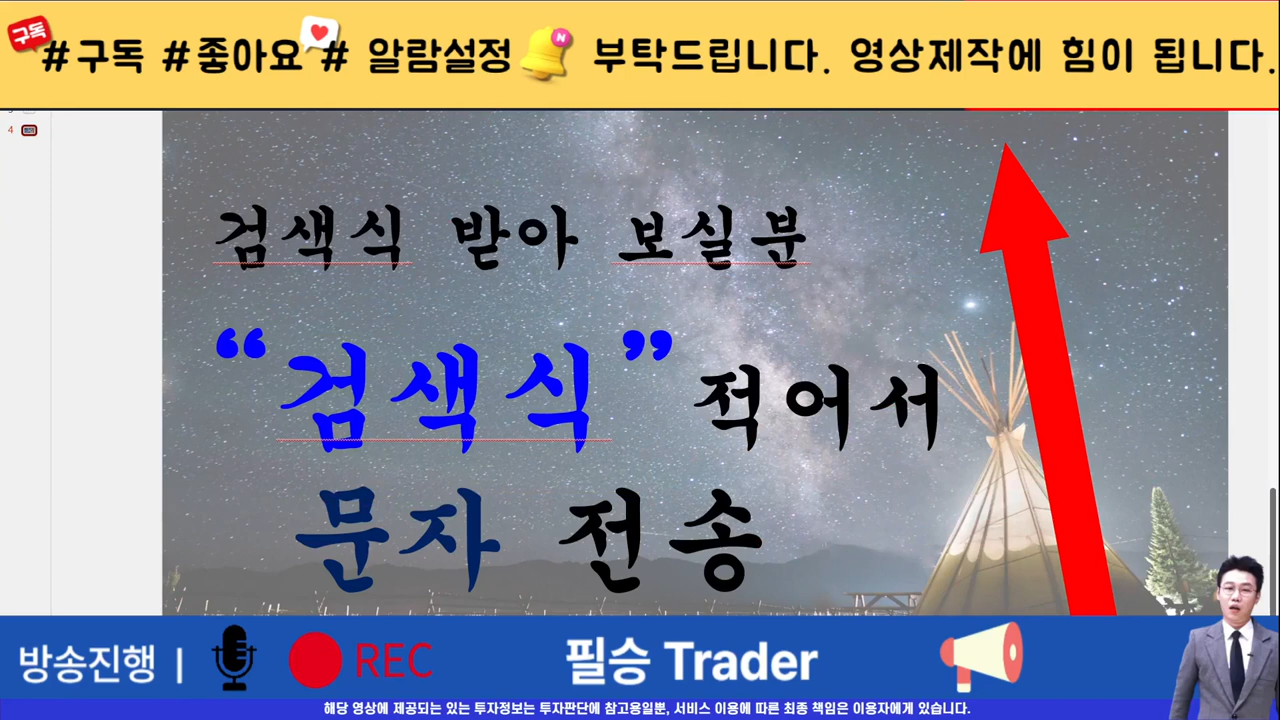 구독
#구독 #좋아요 # 알람설정 N 부탁드립니다. 영상제작에 힘이 됩니다.
4
검색식 받아 보실분
“검색식” 적어서
문자 전송
방송진행 | REC 필승 Trader
해당 영상에 제공되는 있는 투자정보는 투자판단에 참고용일뿐, 서비스 이용에 따른 최종 책임은 이용자에게 있습니다.